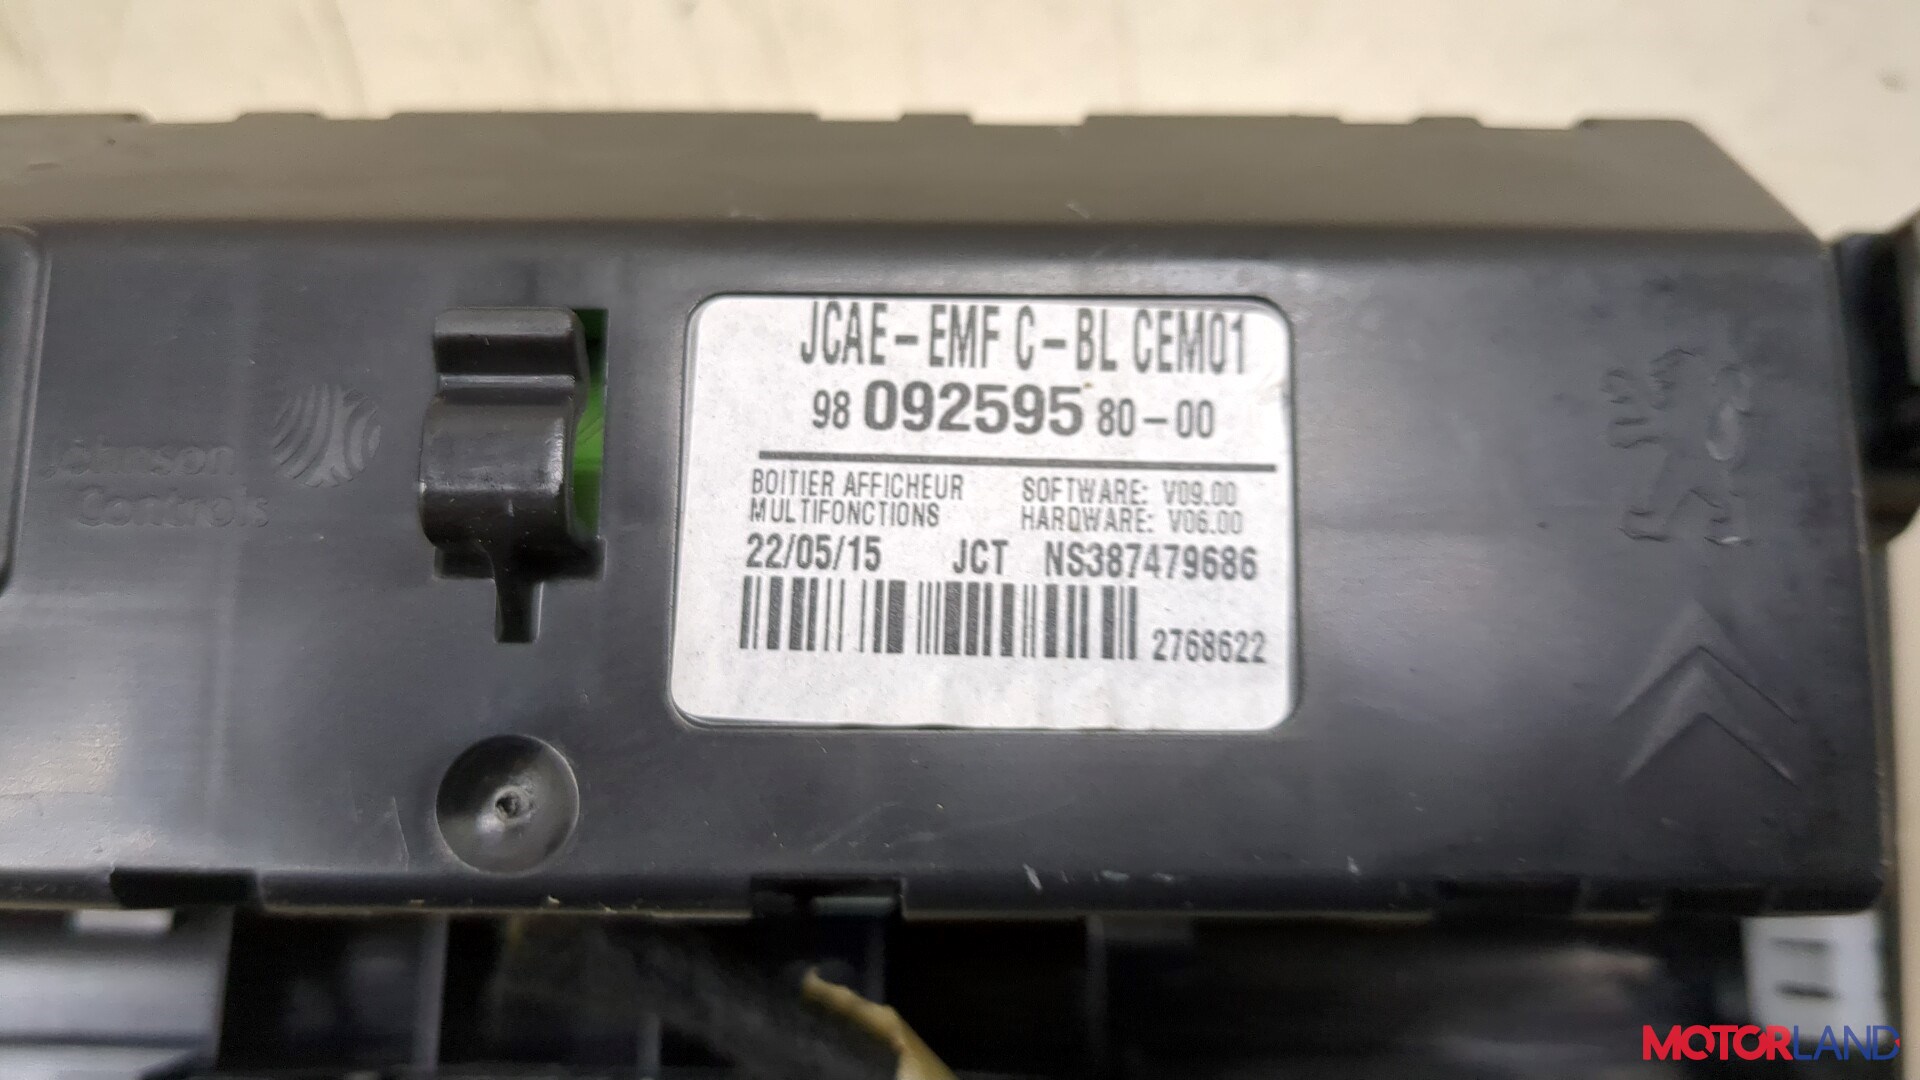 JCAE-EMF C-BL CEM01
98 092595 80-00
BOITIER AFFICHEUR
MULTIFONCTIONS
SOFTWARE: V09.00
HARDWARE: V06.00
22/05/15 JCT NS387479686
2768622
Johnson
Controls
MOTORLAND